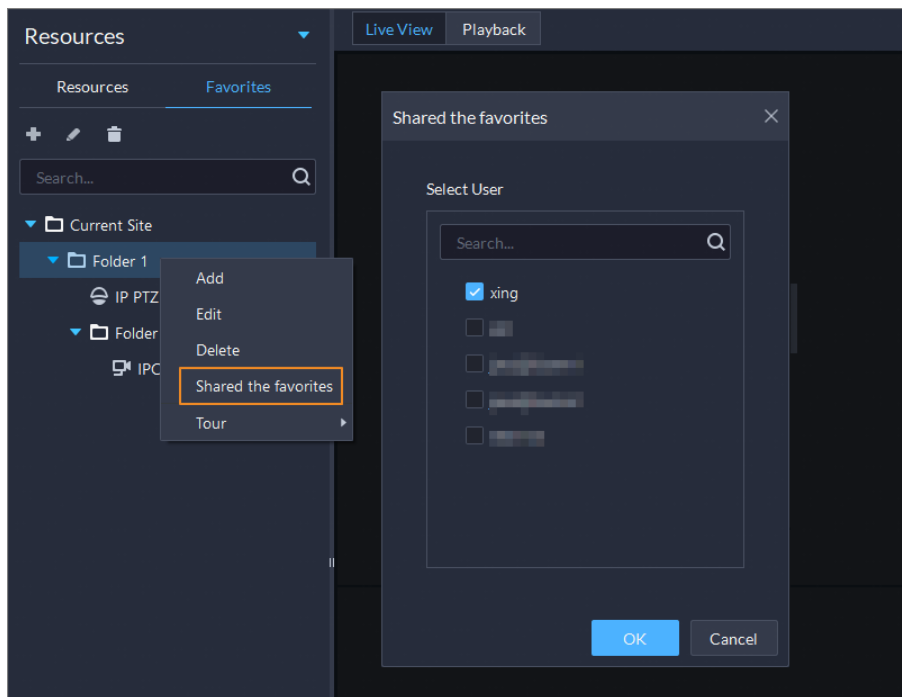 Resources
Resources
Favorites
Search...
Current Site
Folder 1
IP PTZ
Folder
IPC
Add
Edit
Delete
Shared the favorites
Tour
Live View
Playback
Shared the favorites
Select User
Search...
xing
OK
Cancel